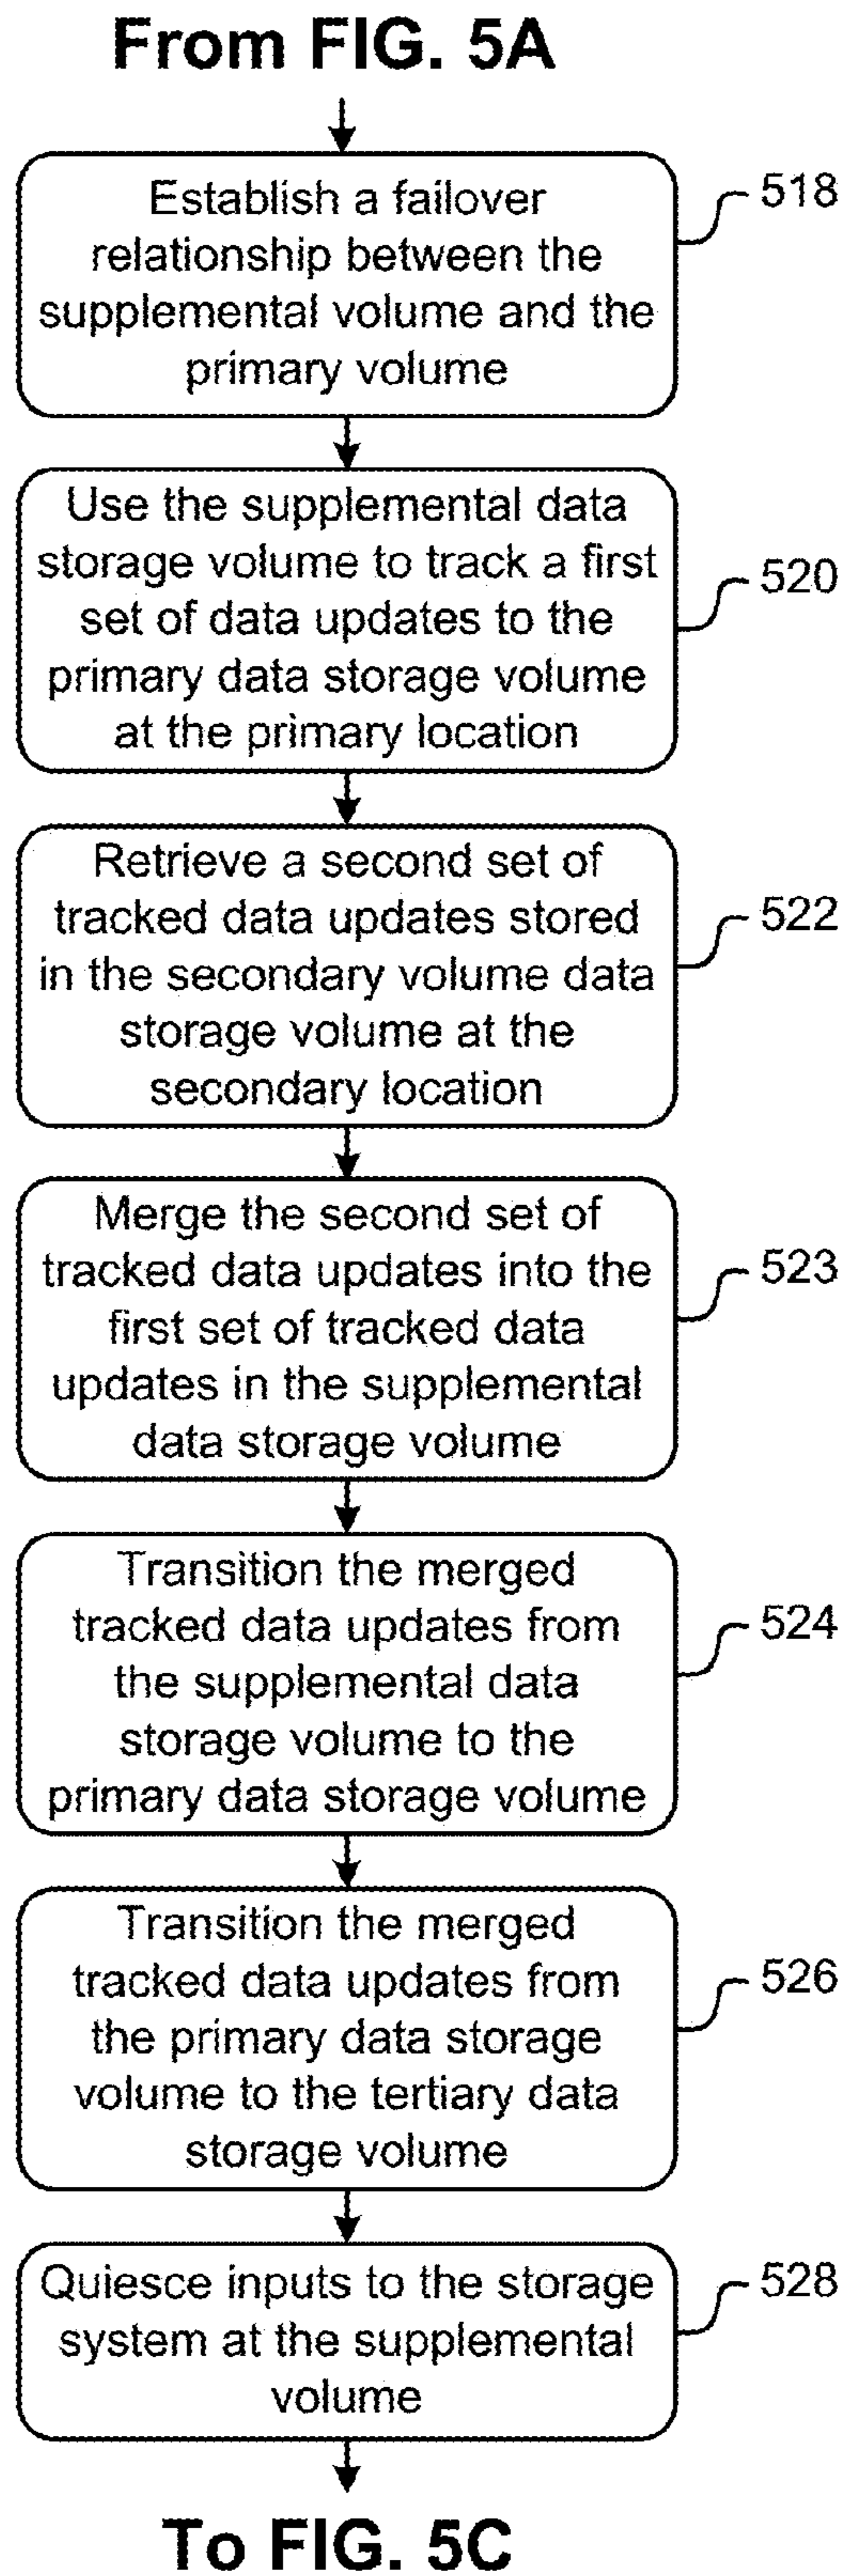 From FIG. 5A
Establish a failover
relationship between the
supplemental volume and the
primary volume
518
Use the supplemental data
storage volume to track a first
set of data updates to the
primary data storage volume
at the primary location
520
Retrieve a second set of
tracked data updates stored
in the secondary volume data
storage volume at the
secondary location
522
Merge the second set of
tracked data updates into the
first set of tracked data
updates in the supplemental
data storage volume
523
Transition the merged
tracked data updates from
the supplemental data
storage volume to the
primary data storage volume
524
Transition the merged
tracked data updates from
the primary data storage
volume to the tertiary data
storage volume
526
Quiesce inputs to the storage
system at the supplemental
volume
528
To FIG. 5C